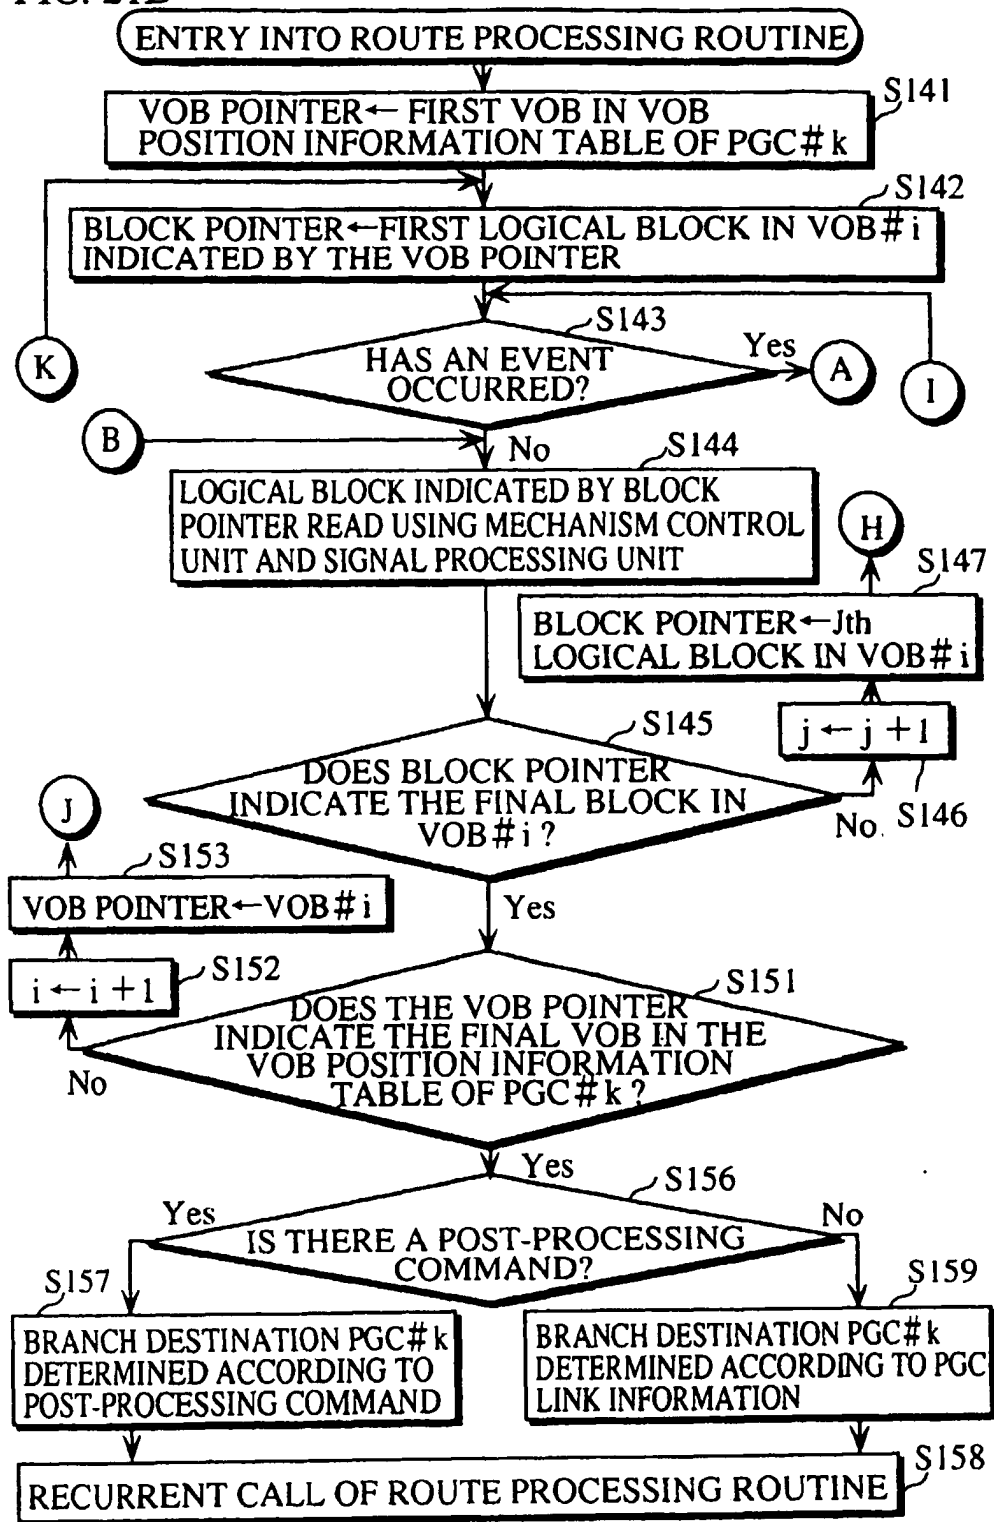 ENTRY INTO ROUTE PROCESSING ROUTINE
S141
VOB POINTER← FIRST VOB IN VOB
POSITION INFORMATION TABLE OF PGC#k
S142
BLOCK POINTER←FIRST LOGICAL BLOCK IN VOB#i
INDICATED BY THE VOB POINTER
S143
K
HAS AN EVENT
OCCURRED?
Yes
A
I
B
No
S144
LOGICAL BLOCK INDICATED BY BLOCK
POINTER READ USING MECHANISM CONTROL
UNIT AND SIGNAL PROCESSING UNIT
H
S147
BLOCK POINTER←Jth
LOGICAL BLOCK IN VOB#i
S145
j←j+1
S146
DOES BLOCK POINTER
INDICATE THE FINAL BLOCK IN
VOB#i?
No
J
S153
VOB POINTER←VOB#i
Yes
S152
i←i+1
S151
DOES THE VOB POINTER
INDICATE THE FINAL VOB IN THE
VOB POSITION INFORMATION
TABLE OF PGC#k?
No
Yes
S156
Yes
No
IS THERE A POST-PROCESSING
COMMAND?
S157
BRANCH DESTINATION PGC#k
DETERMINED ACCORDING TO
POST-PROCESSING COMMAND
S159
BRANCH DESTINATION PGC#k
DETERMINED ACCORDING TO PGC
LINK INFORMATION
S158
RECURRENT CALL OF ROUTE PROCESSING ROUTINE